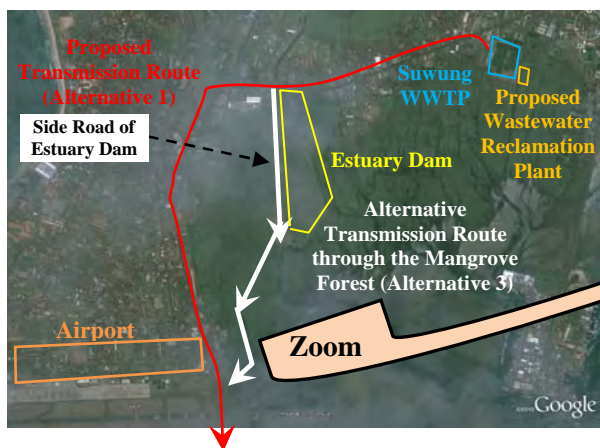 Proposed
Transmission Route
(Alternative 1)
Suwung
WWTP
Proposed
Wastewater
Reclamation
Plant
Side Road of
Estuary Dam
Estuary Dam
Alternative
Transmission Route
through the Mangrove
Forest (Alternative 3)
Airport
Zoom
©2010 Google